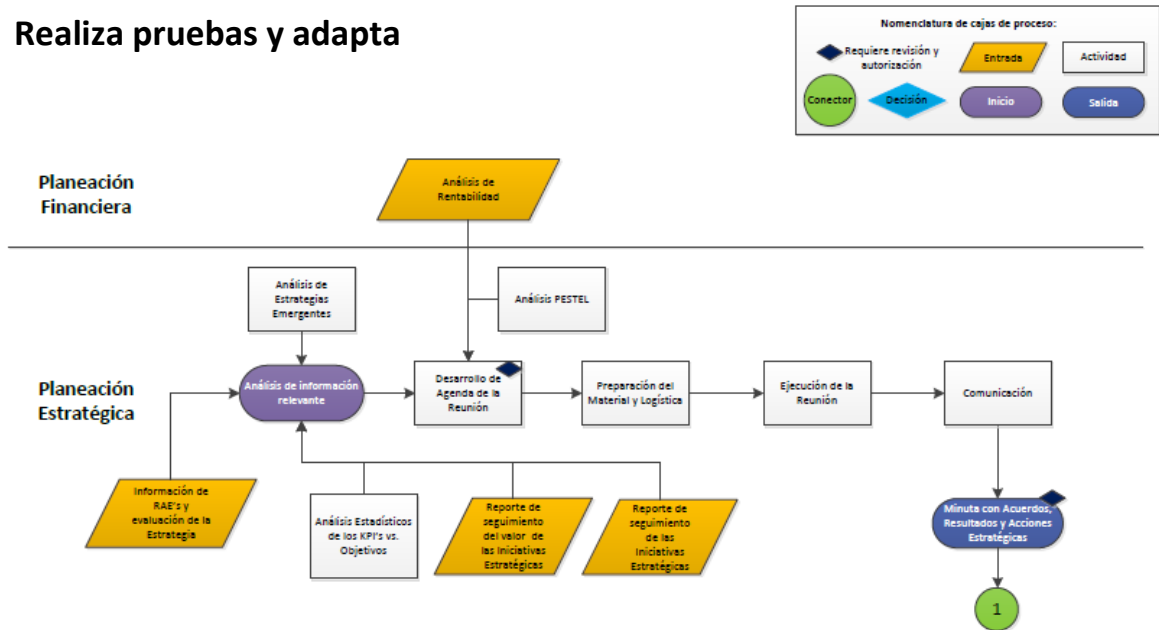 Realiza pruebas y adapta
Nomenclatura de cajas de proceso:
Requiere revisión y
autorización
Entrada
Actividad
Conector
Decisión
Inicio
Salida
Planeación
Financiera
Análisis de
Rentabilidad
Análisis de
Estrategias
Emergentes
Análisis PESTEL
Planeación
Estratégica
Análisis de información
relevante
Desarrollo de
Agenda de la
Reunión
Preparación del
Material y Logística
Ejecución de la
Reunión
Comunicación
Información de
RAE's y
evaluación de la
Estrategia
Análisis Estadísticos
de los KPI's vs.
Objetivos
Reporte de
seguimiento
del valor de
las Iniciativas
Estratégicas
Reporte de
seguimiento
de las
Iniciativas
Estratégicas
Minuta con Acuerdos,
Resultados y Acciones
Estratégicas
1